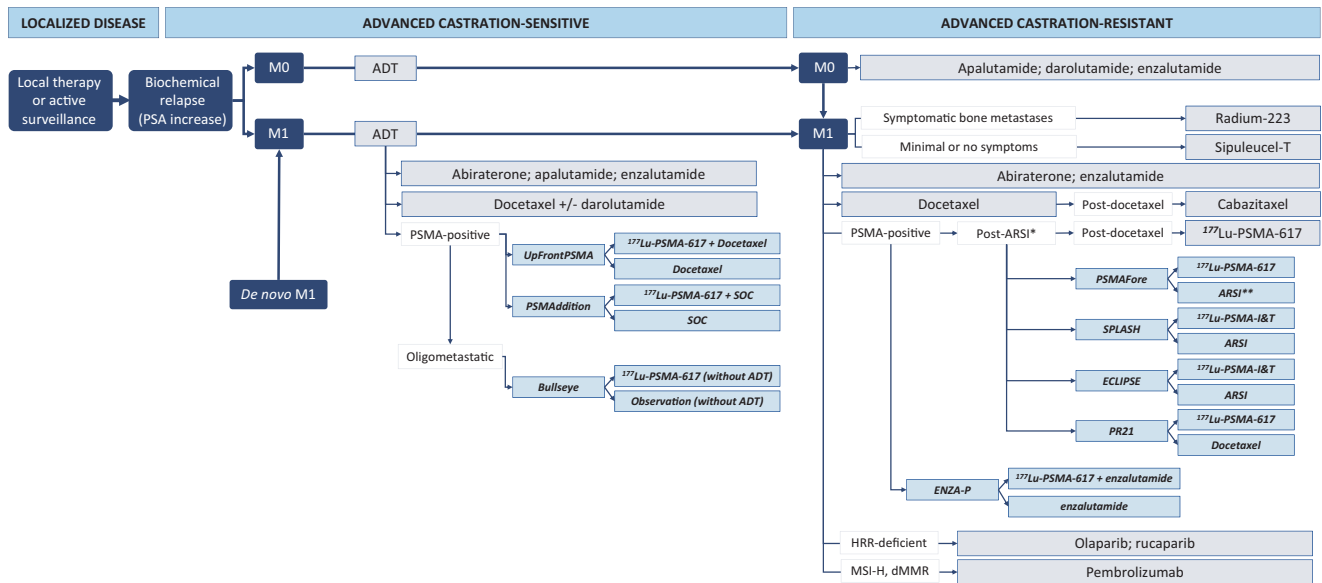 LOCALIZED DISEASE
ADVANCED CASTRATION-SENSITIVE
ADVANCED CASTRATION-RESISTANT
Local therapy
or active
surveillance
Biochemical
relapse
(PSA increase)
M0
ADT
M0
Apalutamide; darolutamide; enzalutamide
M1
ADT
M1
Symptomatic bone metastases
Radium-223
Minimal or no symptoms
Sipuleucel-T
Abiraterone; apalutamide; enzalutamide
Abiraterone; enzalutamide
Docetaxel +/- darolutamide
Docetaxel
Post-docetaxel
Cabazitaxel
PSMA-positive
PSMA-positive
Post-ARSI*
Post-docetaxel
¹⁷⁷Lu-PSMA-617
UpFrontPSMA
¹⁷⁷Lu-PSMA-617 + Docetaxel
Docetaxel
PSMAddition
¹⁷⁷Lu-PSMA-617 + SOC
SOC
De novo M1
Oligometastatic
Bullseye
¹⁷⁷Lu-PSMA-617 (without ADT)
Observation (without ADT)
PSMAFore
¹⁷⁷Lu-PSMA-617
ARSI**
SPLASH
¹⁷⁷Lu-PSMA-I&T
ARSI
ECLIPSE
¹⁷⁷Lu-PSMA-I&T
ARSI
PR21
¹⁷⁷Lu-PSMA-617
Docetaxel
ENZA-P
¹⁷⁷Lu-PSMA-617 + enzalutamide
enzalutamide
HRR-deficient
Olaparib; rucaparib
MSI-H, dMMR
Pembrolizumab